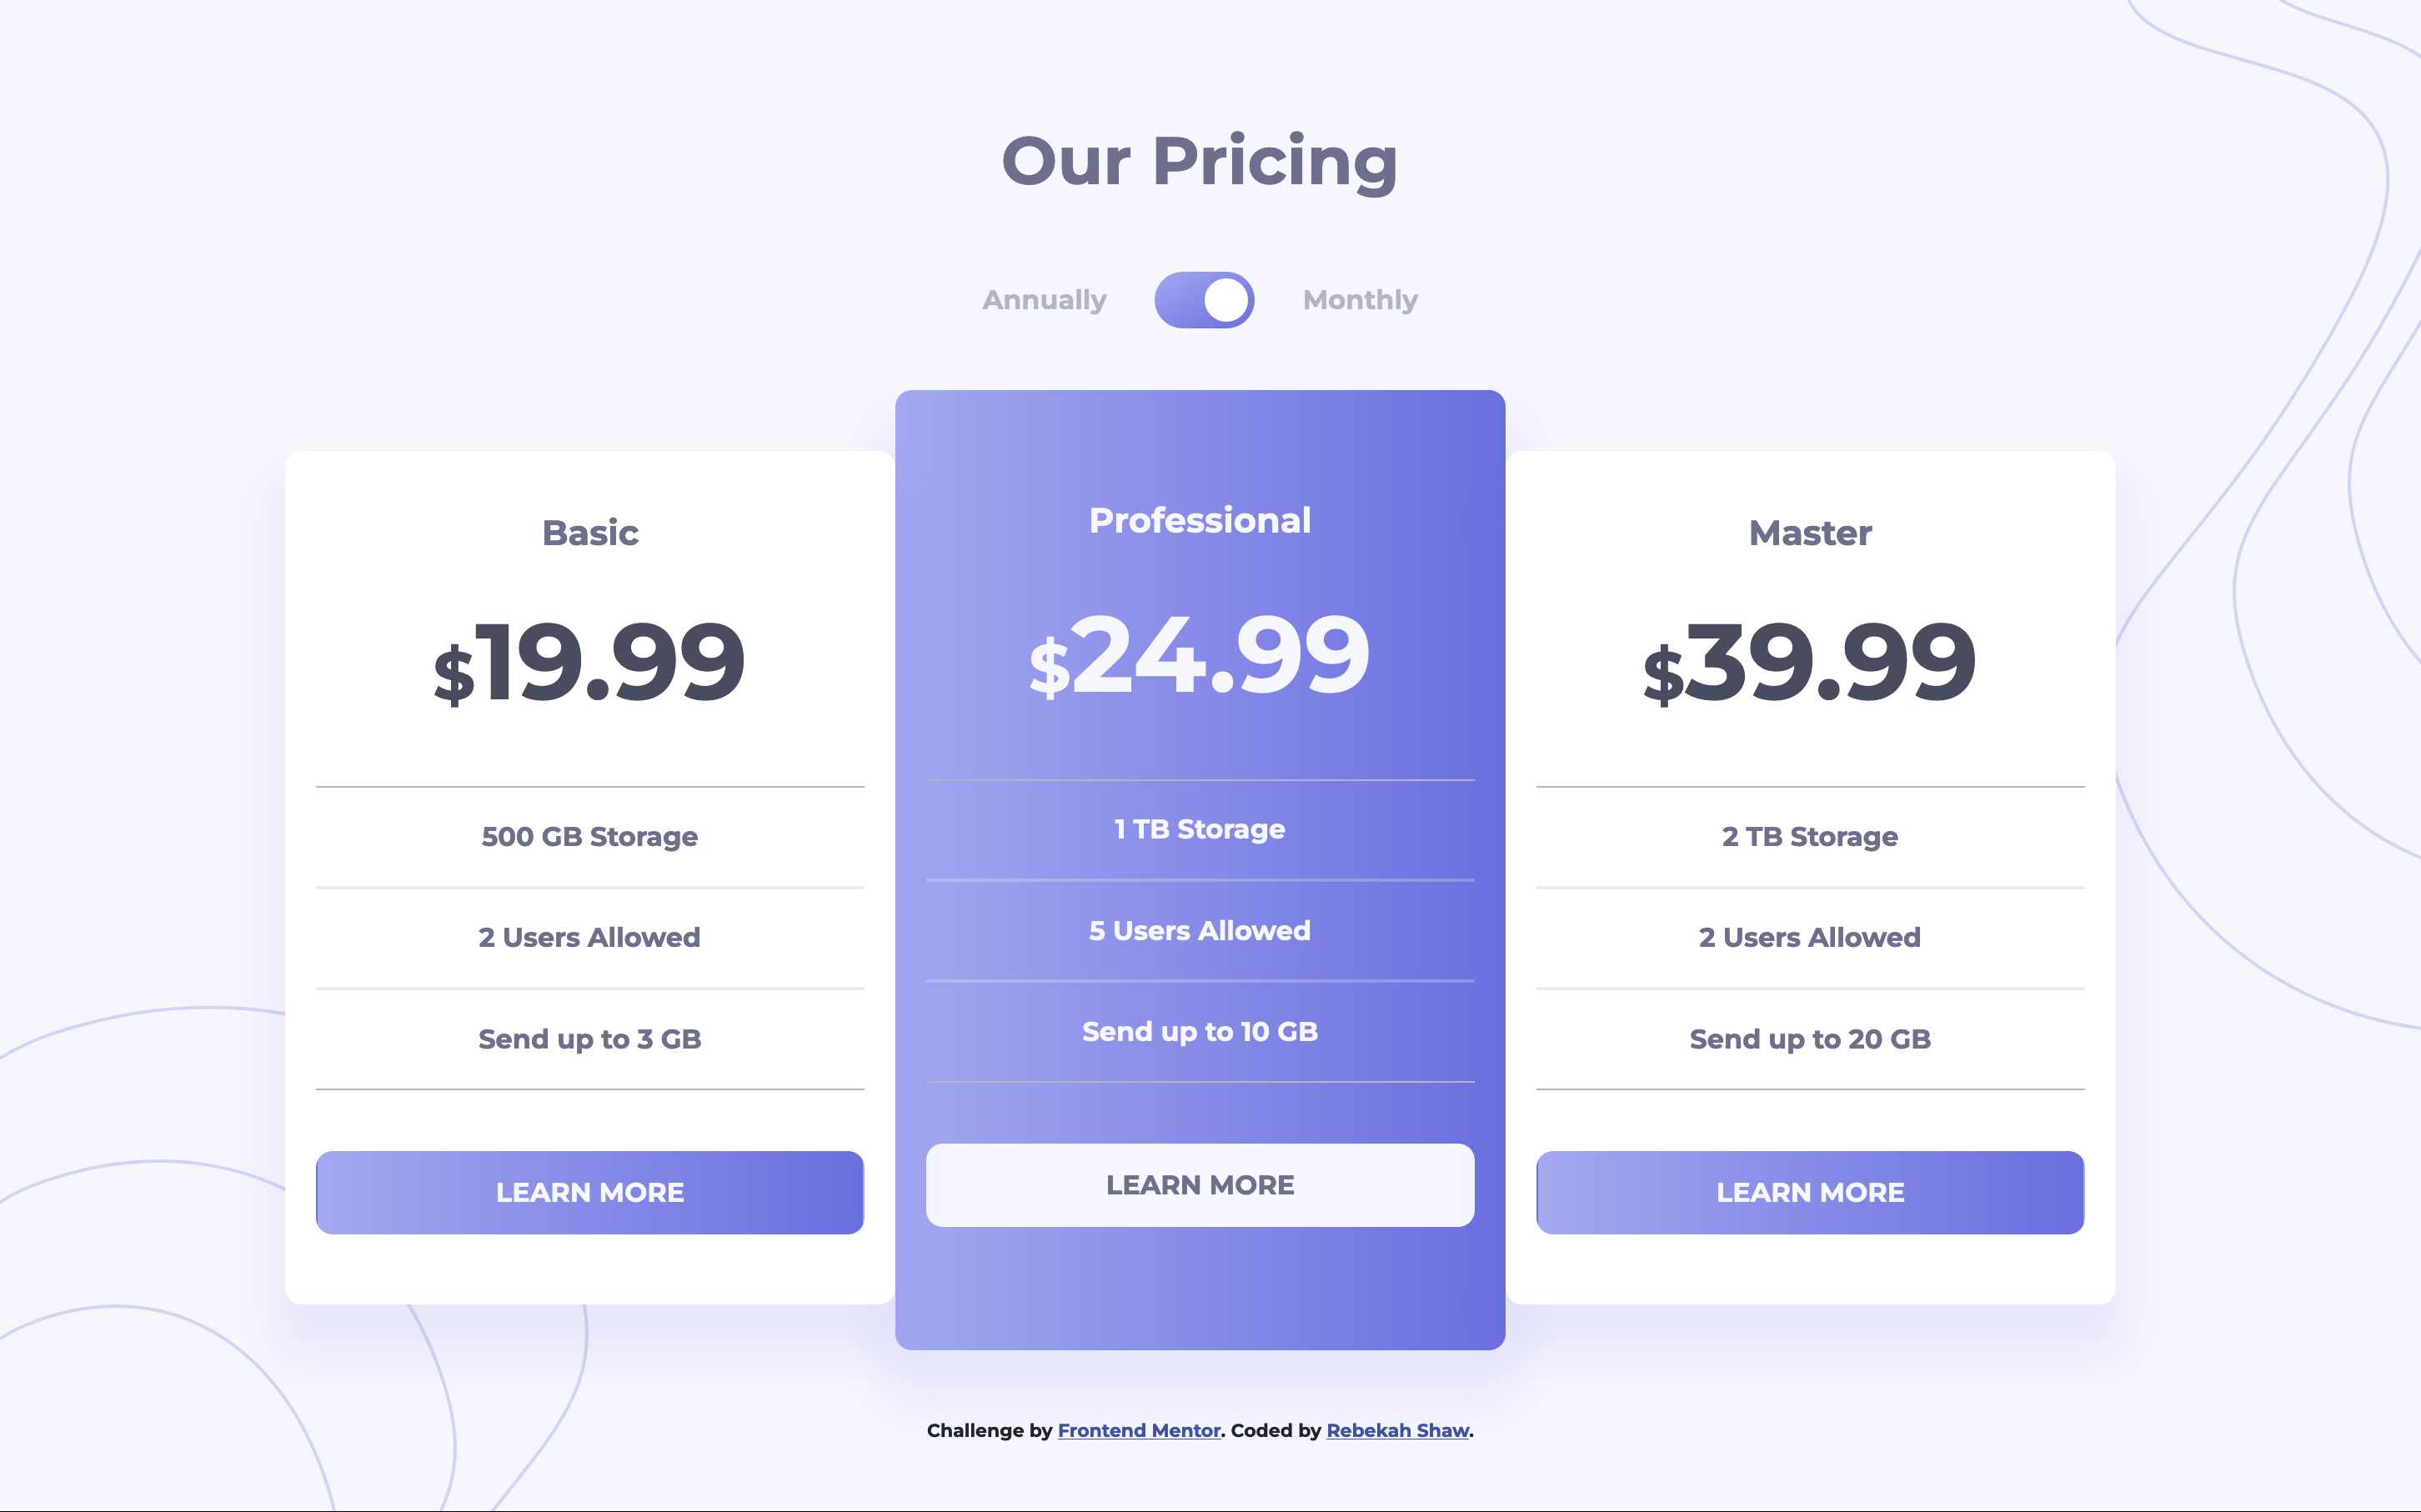 Our Pricing
Annually
Monthly
Basic
$19.99
500 GB Storage
2 Users Allowed
Send up to 3 GB
LEARN MORE
Professional
$24.99
1 TB Storage
5 Users Allowed
Send up to 10 GB
LEARN MORE
Master
$39.99
2 TB Storage
2 Users Allowed
Send up to 20 GB
LEARN MORE
Challenge by Frontend Mentor. Coded by Rebekah Shaw.